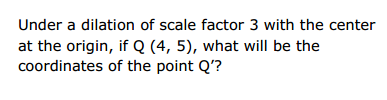 Under a dilation of scale factor 3 with the center
at the origin, if Q (4, 5), what will be the
coordinates of the point Q′?